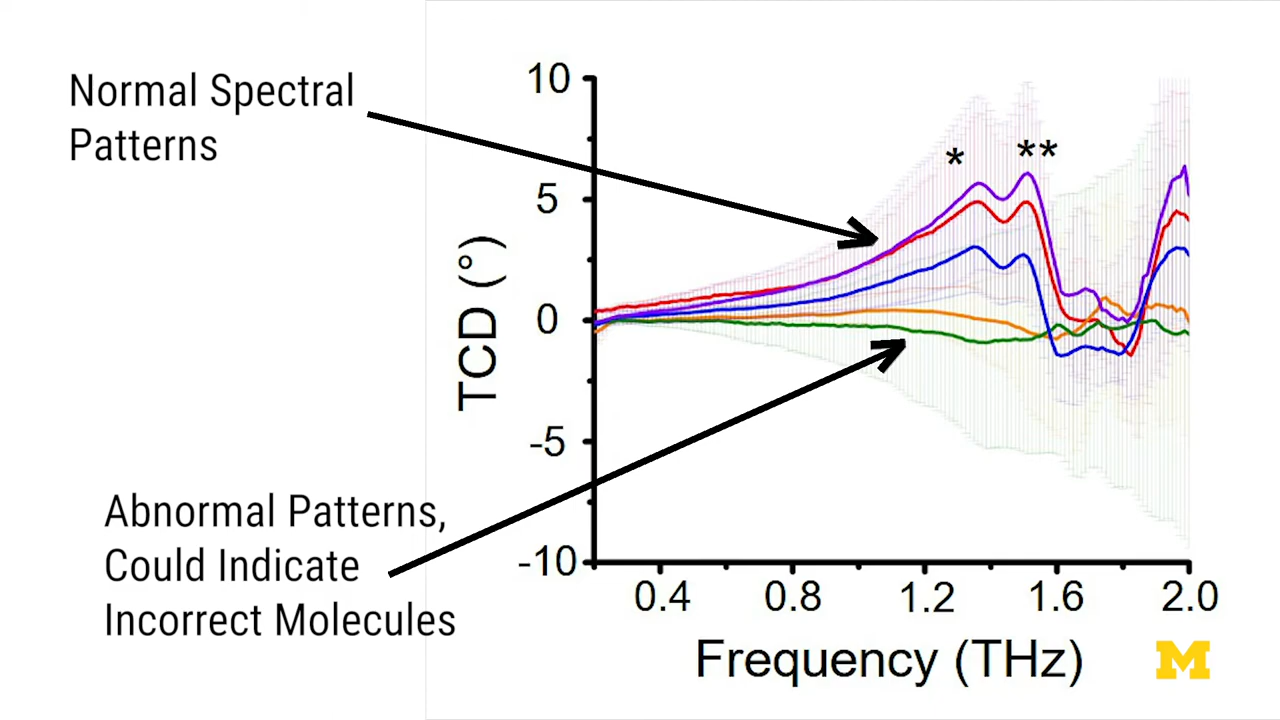 Normal Spectral
Patterns
10
5
0
-5
-10
TCD (°)
*
**
Abnormal Patterns,
Could Indicate
Incorrect Molecules
0.4
0.8
1.2
1.6
2.0
Frequency (THz)
M